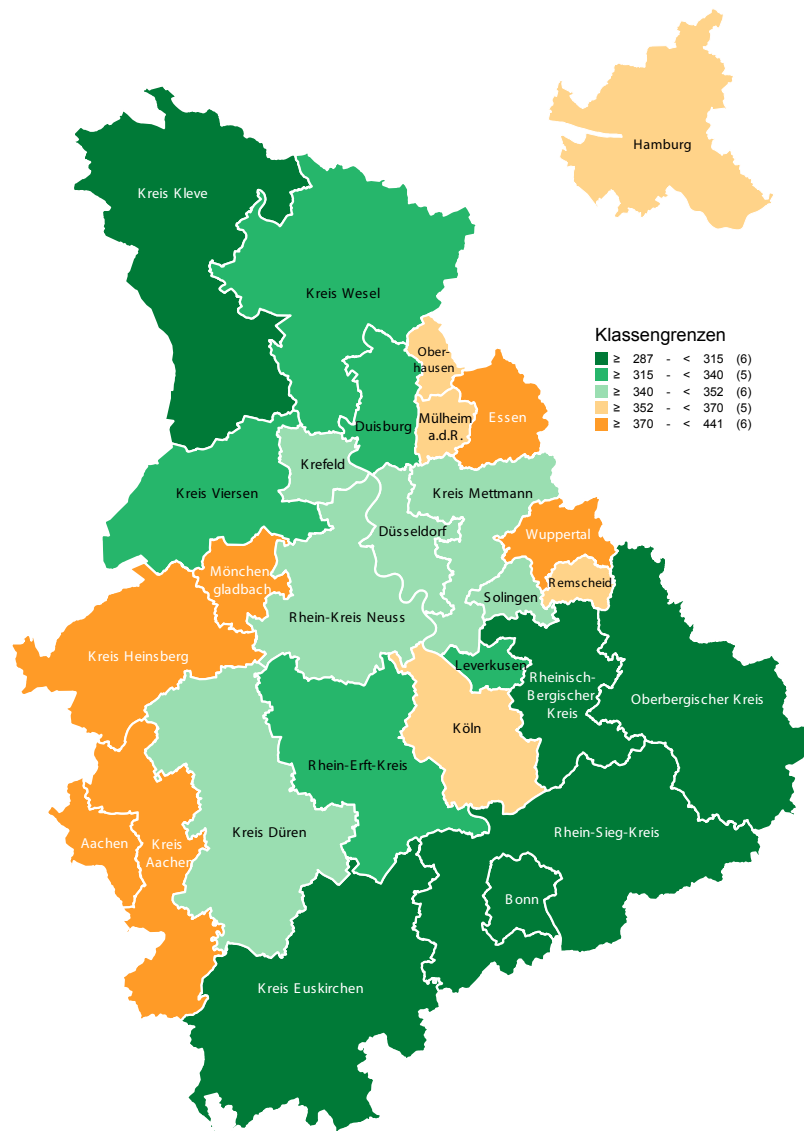 Hamburg
Kreis Kleve
Kreis Wesel
Klassengrenzen
≥ 287 - < 315 (6)
≥ 315 - < 340 (5)
≥ 340 - < 352 (6)
≥ 352 - < 370 (5)
≥ 370 - < 441 (6)
Ober-
hausen
Mülheim
a.d.R.
Essen
Duisburg
Krefeld
Kreis Viersen
Kreis Mettmann
Düsseldorf
Wuppertal
Mönchen
gladbach
Remscheid
Solingen
Rhein-Kreis Neuss
Kreis Heinsberg
Leverkusen
Rheinisch-
Bergischer
Kreis
Oberbergischer Kreis
Köln
Rhein-Erft-Kreis
Kreis Düren
Rhein-Sieg-Kreis
Aachen
Kreis
Aachen
Bonn
Kreis Euskirchen